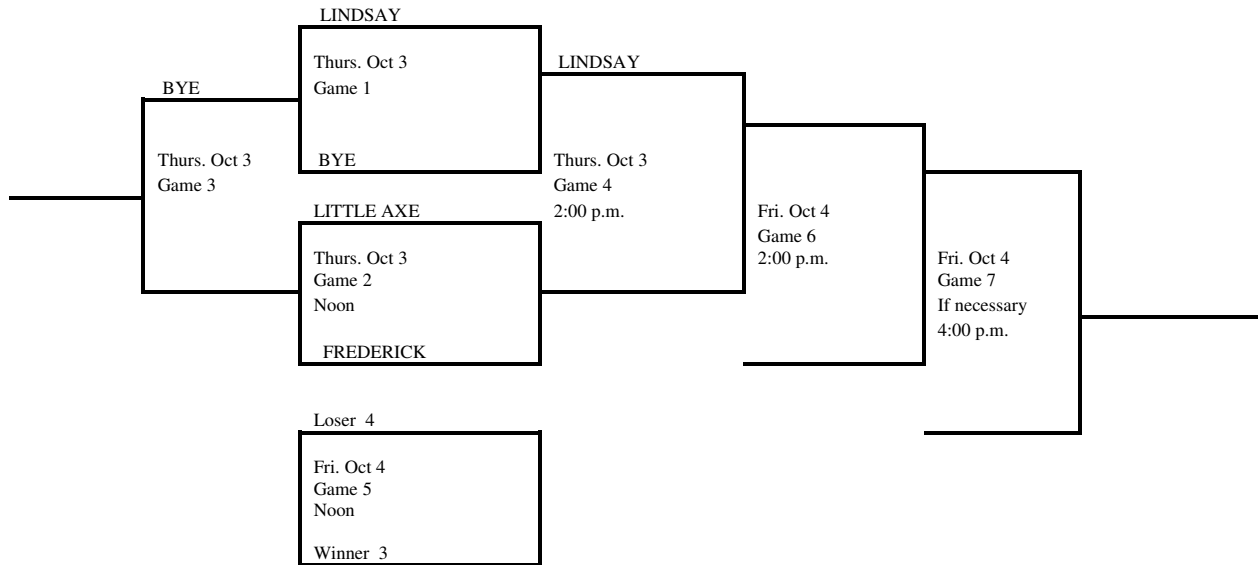 LINDSAY
Thurs. Oct 3
Game 1
LINDSAY
BYE
BYE
Thurs. Oct 3
Game 3
Thurs. Oct 3
Game 4
2:00 p.m.
LITTLE AXE
Fri. Oct 4
Game 6
2:00 p.m.
Thurs. Oct 3
Game 2
Noon
Fri. Oct 4
Game 7
If necessary
4:00 p.m.
FREDERICK
Loser 4
Fri. Oct 4
Game 5
Noon
Winner 3